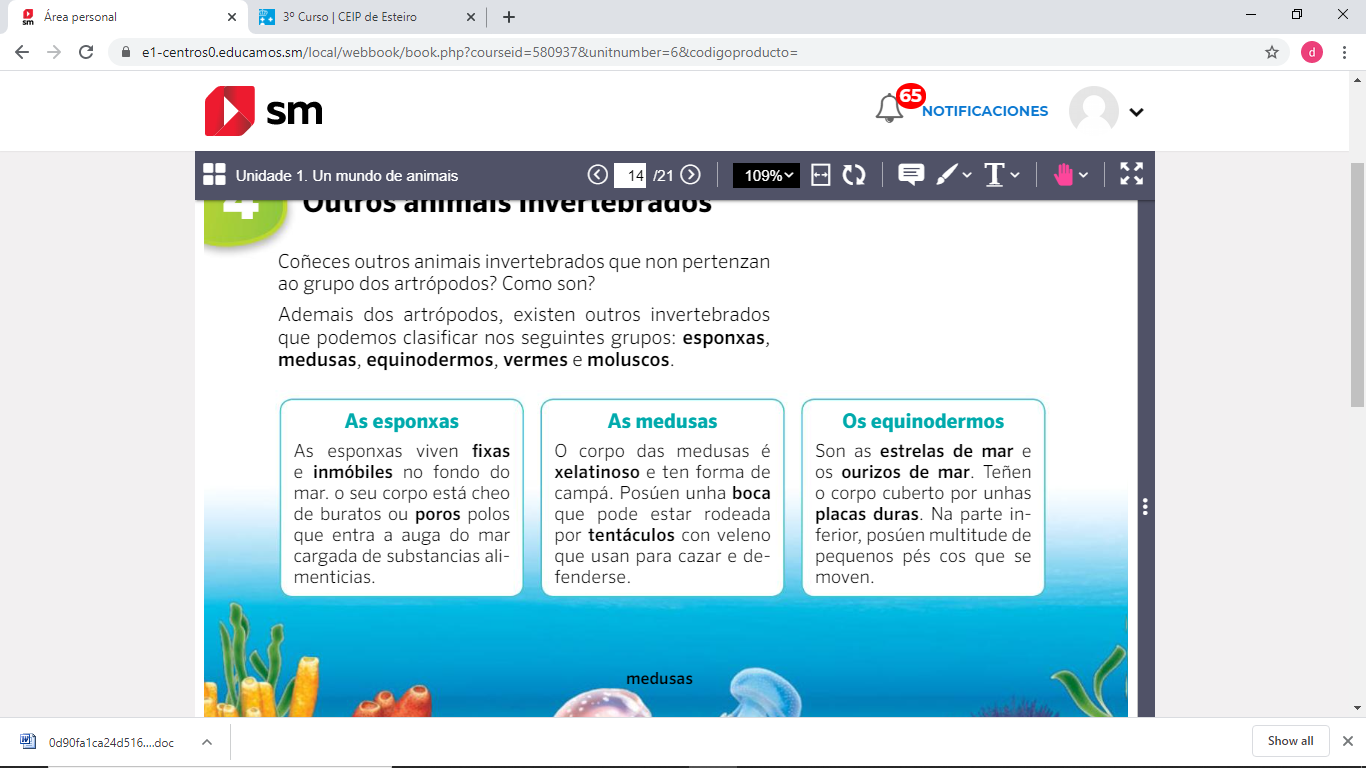 Área personal
3º Curso | CEIP de Esteiro
e1-centros0.educamos.sm/local/webbook/book.php?courseid=580937&unitnumber=6&codigoproducto=
d
sm
65
NOTIFICACIONES
Unidade 1. Un mundo de animais
14 /21
109%
4 Outros animais invertebrados
Coñeces outros animais invertebrados que non pertenzan
ao grupo dos artrópodos? Como son?
Ademais dos artrópodos, existen outros invertebrados
que podemos clasificar nos seguintes grupos: esponxas,
medusas, equinodermos, vermes e moluscos.
As esponxas
As esponxas viven fixas
e inmóbiles no fondo do
mar. o seu corpo está cheo
de buratos ou poros polos
que entra a auga do mar
cargada de substancias ali-
menticias.
As medusas
O corpo das medusas é
xelatinoso e ten forma de
campá. Posúen unha boca
que pode estar rodeada
por tentáculos con veleno
que usan para cazar e de-
fenderse.
Os equinodermos
Son as estrelas de mar e
os ourizos de mar. Teñen
o corpo cuberto por unhas
placas duras. Na parte in-
ferior, posúen multitude de
pequenos pés cos que se
moven.
medusas
0d90fa1ca24d516....doc
Show all